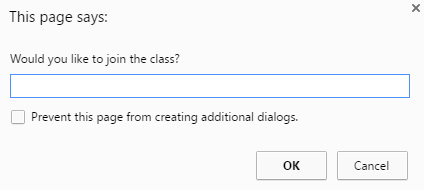 This page says:
Would you like to join the class?
Prevent this page from creating additional dialogs.
OK Cancel